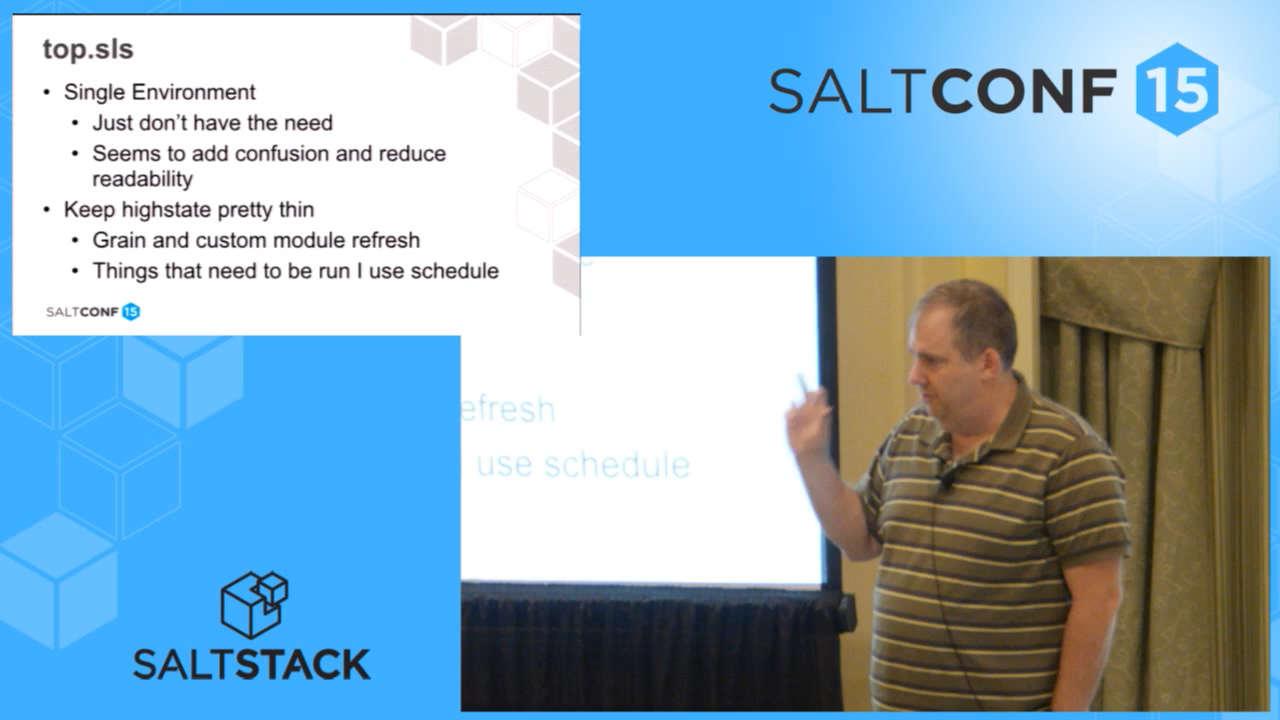 top.sls
• Single Environment
• Just don't have the need
• Seems to add confusion and reduce
readability
• Keep highstate pretty thin
• Grain and custom module refresh
• Things that need to be run I use schedule
SALTCONF 15
SALTCONF 15
efresh
use schedule
SALTSTACK